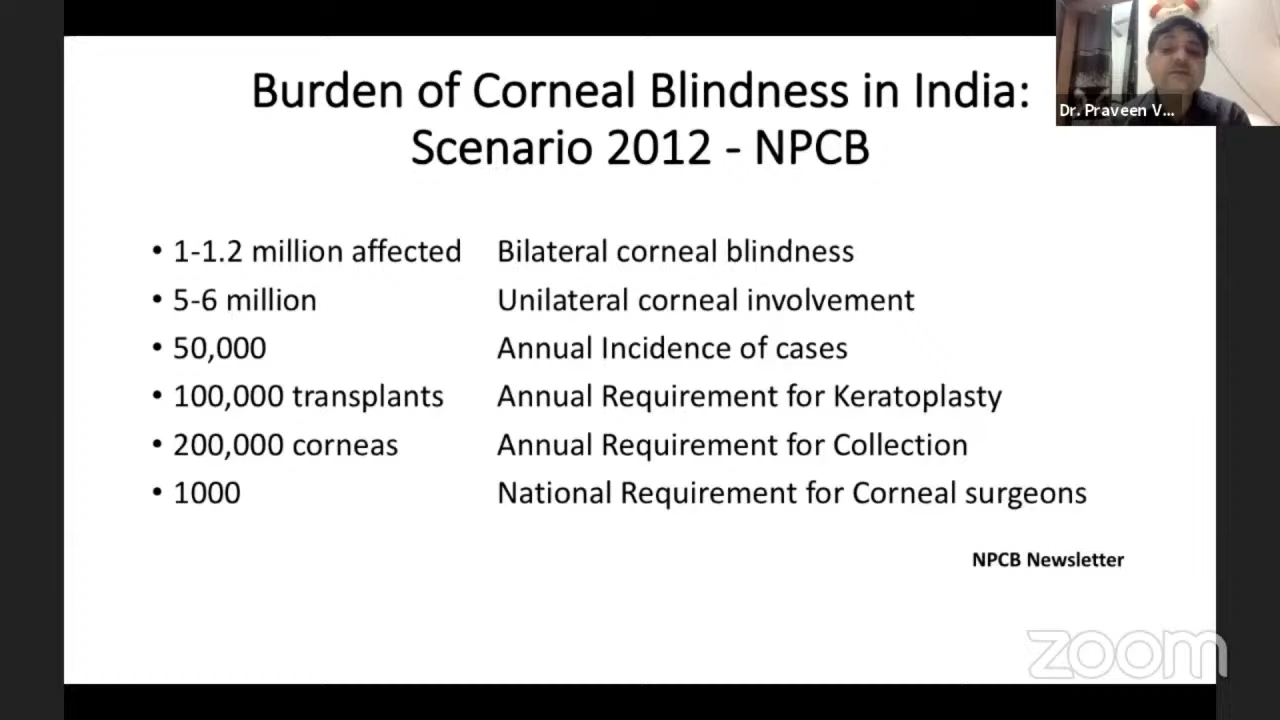 Burden of Corneal Blindness in India:
Scenario 2012 - NPCB
Dr. Praveen V...
• 1-1.2 million affected Bilateral corneal blindness
• 5-6 million Unilateral corneal involvement
• 50,000 Annual Incidence of cases
• 100,000 transplants Annual Requirement for Keratoplasty
• 200,000 corneas Annual Requirement for Collection
• 1000 National Requirement for Corneal surgeons
NPCB Newsletter
zoom